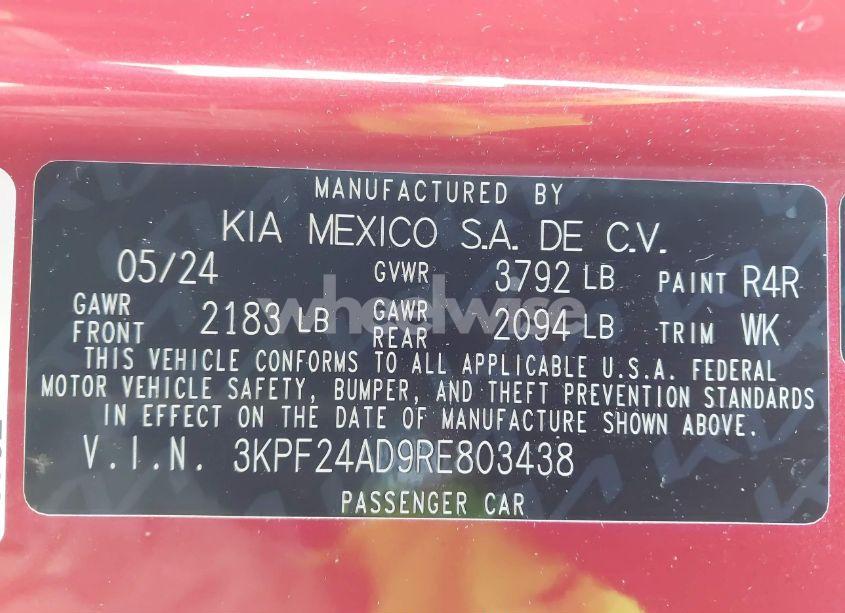 MANUFACTURED BY
KIA MEXICO S.A. DE C.V.
05/24 GVWR 3792 LB PAINT R4R
GAWR FRONT 2183 LB GAWR REAR 2094 LB TRIM WK
THIS VEHICLE CONFORMS TO ALL APPLICABLE U.S.A. FEDERAL
MOTOR VEHICLE SAFETY, BUMPER, AND THEFT PREVENTION STANDARDS
IN EFFECT ON THE DATE OF MANUFACTURE SHOWN ABOVE.
V.I.N. 3KPF24AD9RE803438
PASSENGER CAR
wheelwise